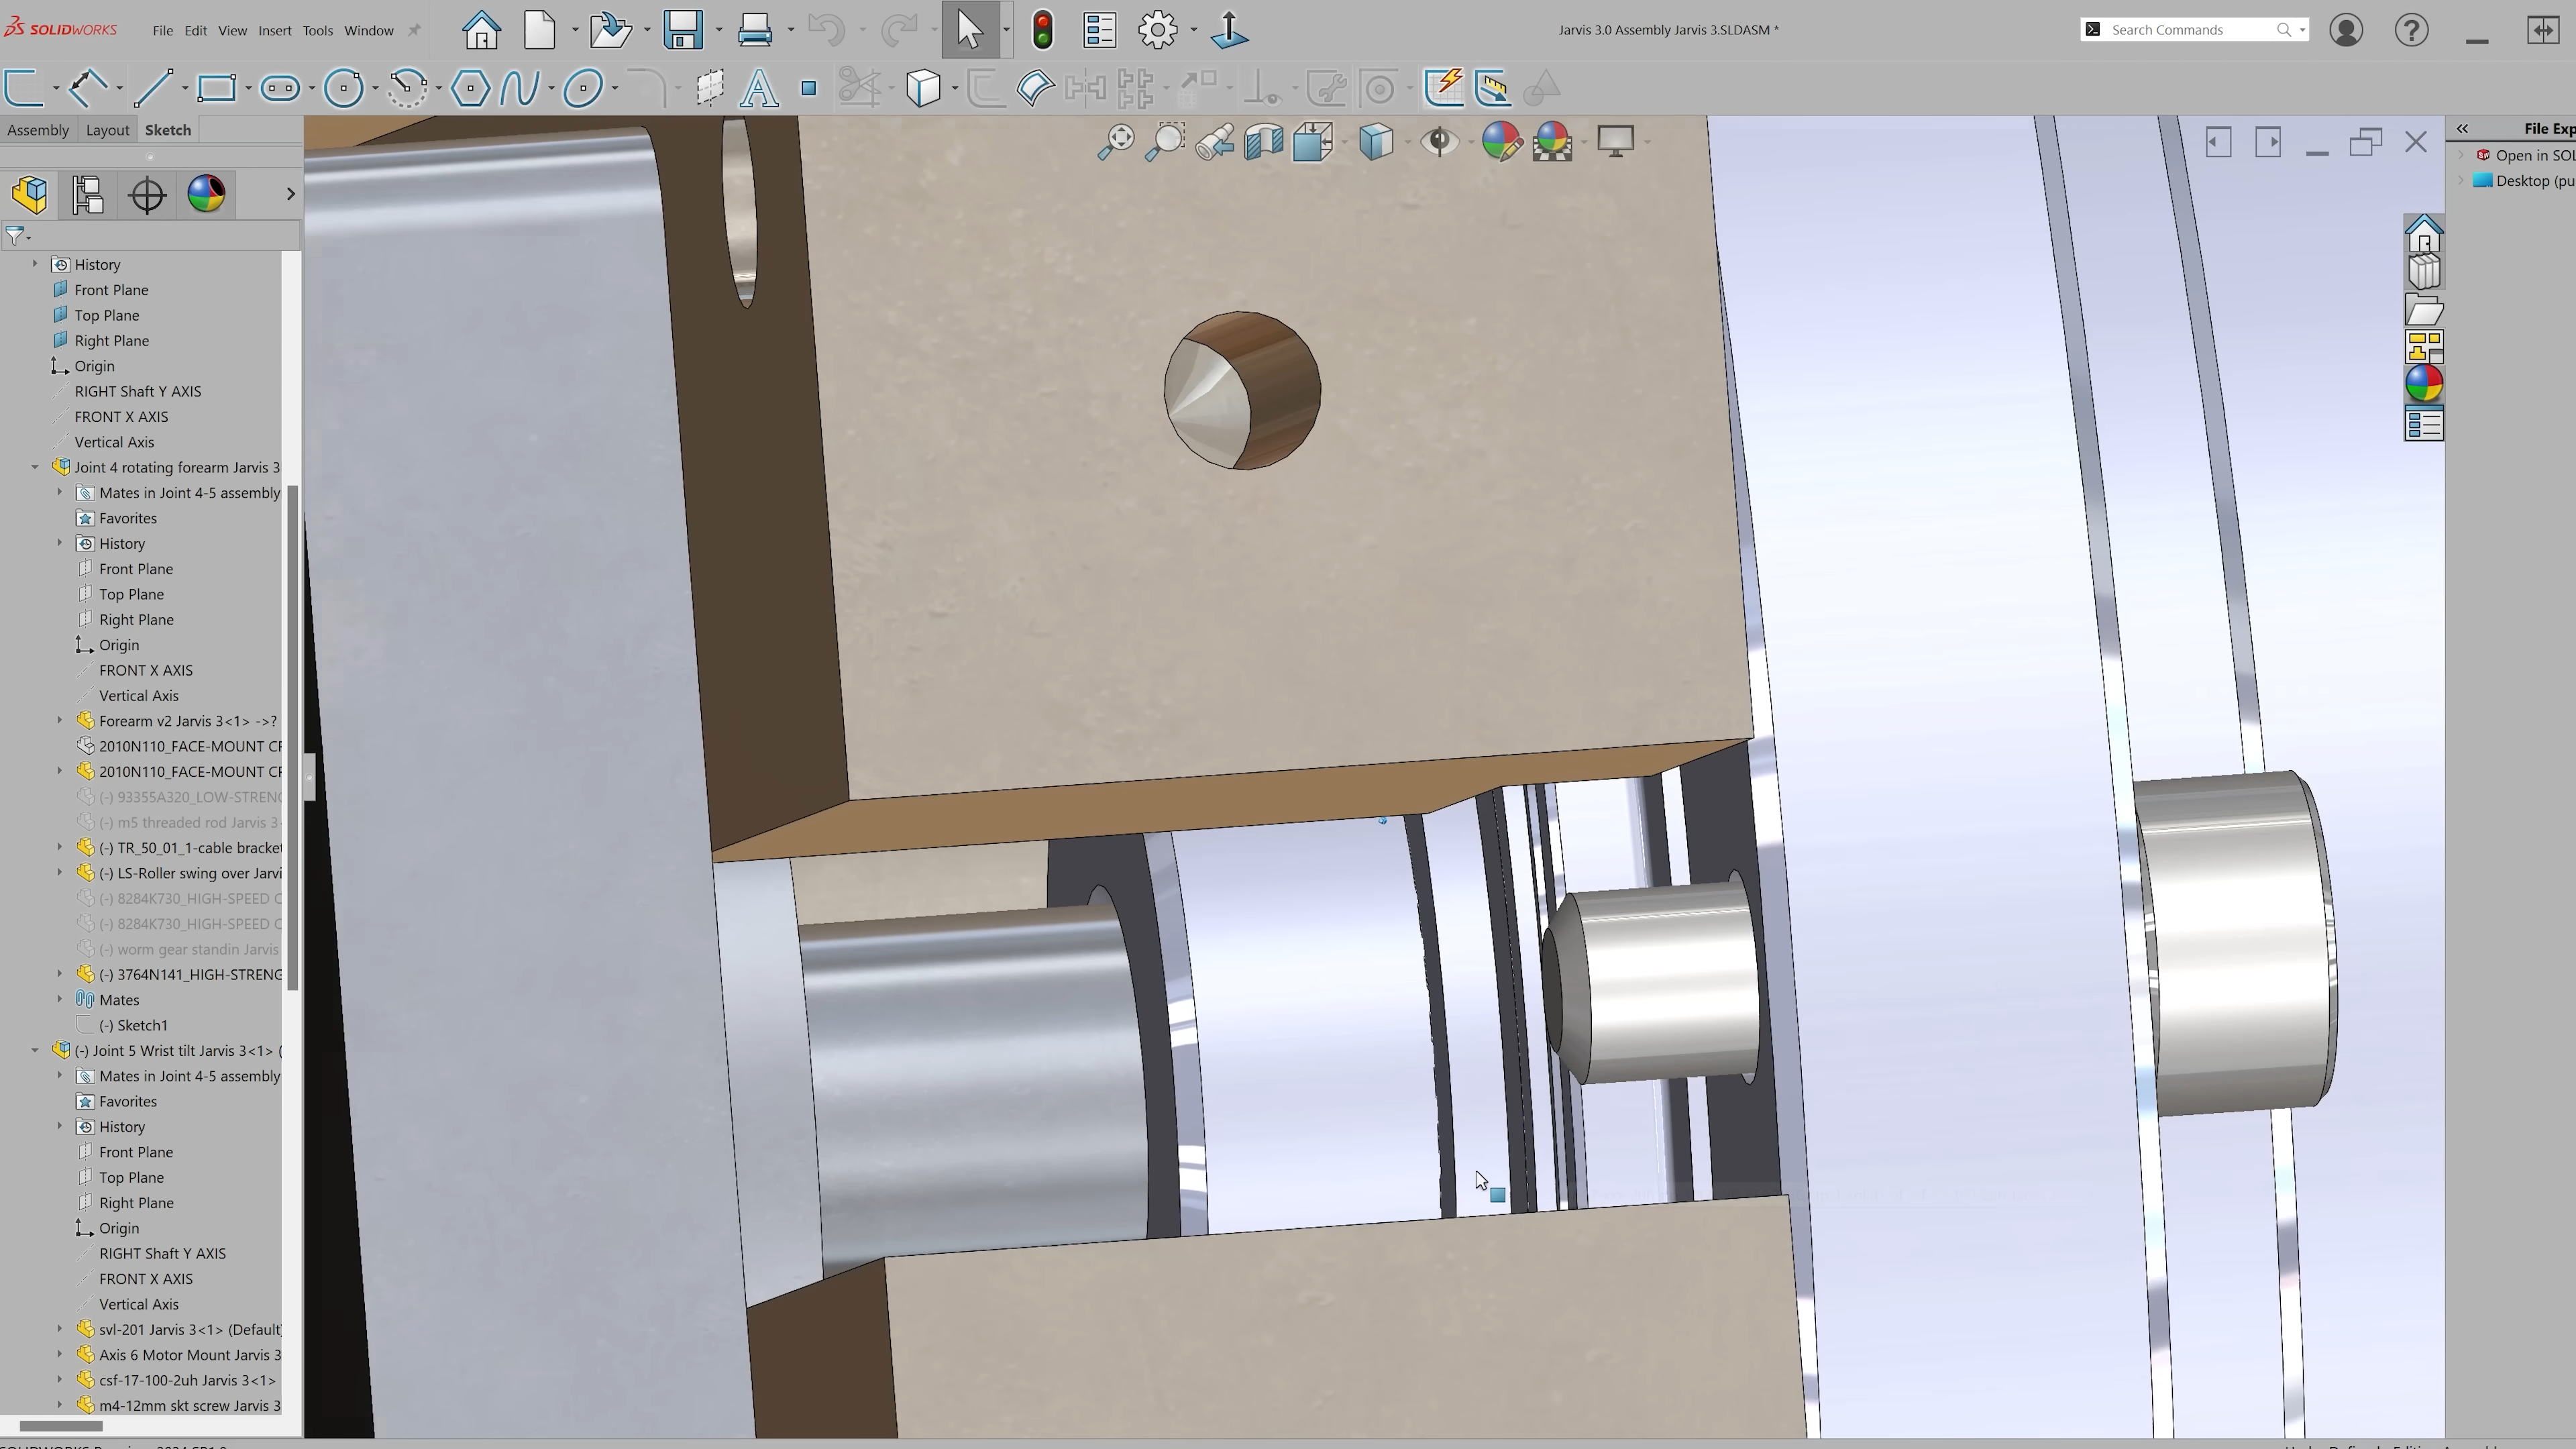 SOLIDWORKS File Edit View Insert Tools Window Jarvis 3.0 Assembly Jarvis 3.SLDASM * Search Commands
Assembly Layout Sketch
File Exp
Open in SOL
Desktop (pu
History
Front Plane
Top Plane
Right Plane
Origin
RIGHT Shaft Y AXIS
FRONT X AXIS
Vertical Axis
Joint 4 rotating forearm Jarvis 3
Mates in Joint 4-5 assembly
Favorites
History
Front Plane
Top Plane
Right Plane
Origin
FRONT X AXIS
Vertical Axis
Forearm v2 Jarvis 3<1> ->?
2010N110_FACE-MOUNT CR
2010N110_FACE-MOUNT CR
(-) 93355A320_LOW-STRENG
(-) m5 threaded rod Jarvis 3
(-) TR_50_01_1-cable bracket
(-) LS-Roller swing over Jarvi
(-) 8284K730_HIGH-SPEED C
(-) 8284K730_HIGH-SPEED C
(-) worm gear standin Jarvis
(-) 3764N141_HIGH-STRENG
Mates
(-) Sketch1
(-) Joint 5 Wrist tilt Jarvis 3<1> (
Mates in Joint 4-5 assembly
Favorites
History
Front Plane
Top Plane
Right Plane
Origin
RIGHT Shaft Y AXIS
FRONT X AXIS
Vertical Axis
svl-201 Jarvis 3<1> (Default)
Axis 6 Motor Mount Jarvis 3
csf-17-100-2uh Jarvis 3<1>
m4-12mm skt screw Jarvis 3